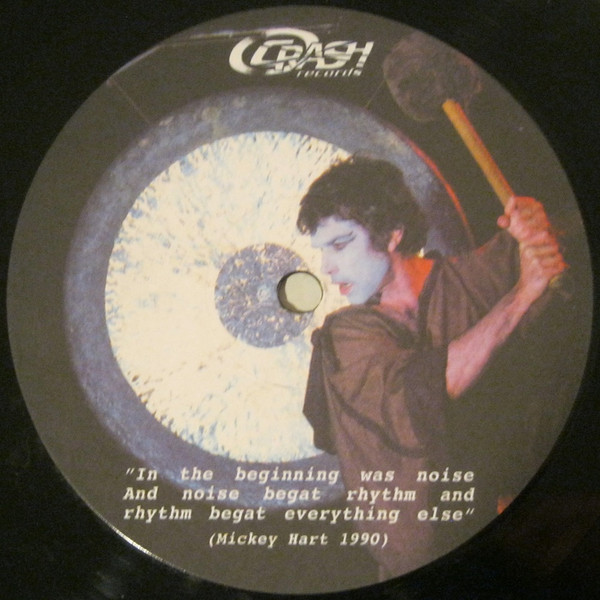 CRASH
records
"In the beginning was noise
And noise begat rhythm and
rhythm begat everything else"
(Mickey Hart 1990)